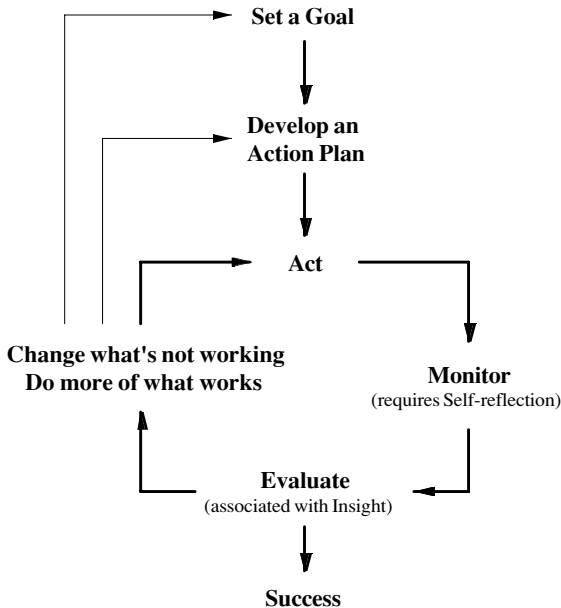 Set a Goal
Develop an
Action Plan
Act
Change what's not working
Do more of what works
Monitor
(requires Self-reflection)
Evaluate
(associated with Insight)
Success